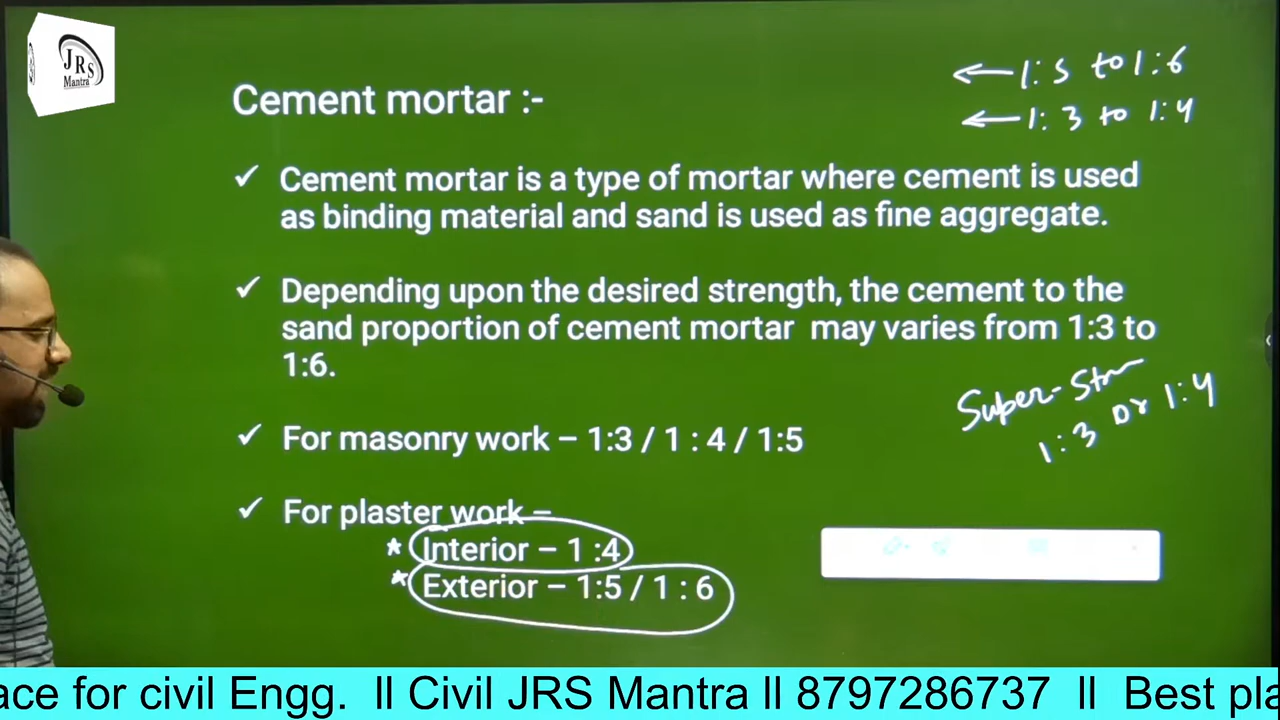 JRS
Mantra
←1:5 to 1:6
←1:3 to 1:4
Cement mortar :-
✓ Cement mortar is a type of mortar where cement is used
as binding material and sand is used as fine aggregate.
✓ Depending upon the desired strength, the cement to the
sand proportion of cement mortar may varies from 1:3 to
1:6.
Super-Str
1:3 Or 1:4
✓ For masonry work – 1:3 / 1 : 4 / 1:5
✓ For plaster work –
* Interior – 1 :4
* Exterior – 1:5 / 1 : 6
ace for civil Engg. ll Civil JRS Mantra ll 8797286737 ll Best pla